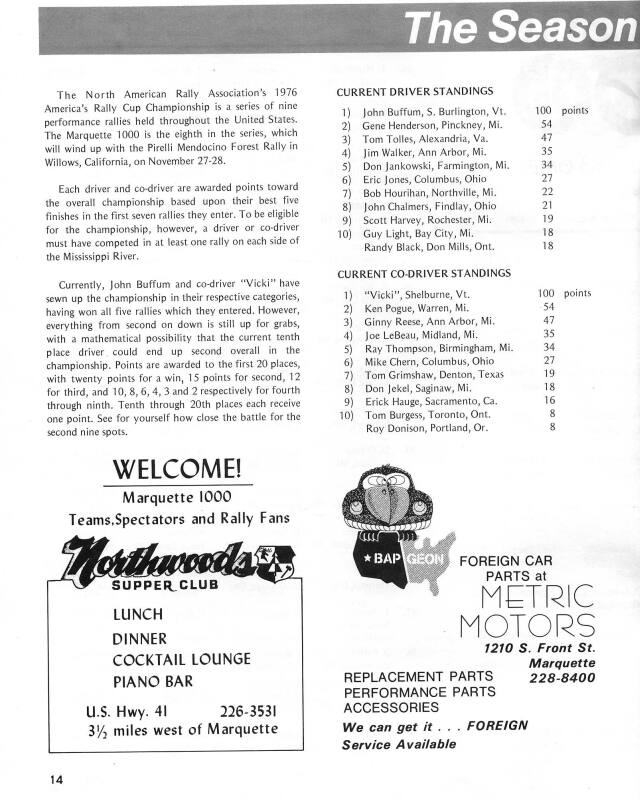 The Season
The North American Rally Association's 1976
America's Rally Cup Championship is a series of nine
performance rallies held throughout the United States.
The Marquette 1000 is the eighth in the series, which
will wind up with the Pirelli Mendocino Forest Rally in
Willows, California, on November 27-28.
Each driver and co-driver are awarded points toward
the overall championship based upon their best five
finishes in the first seven rallies they enter. To be eligible
for the championship, however, a driver or co-driver
must have competed in at least one rally on each side of
the Mississippi River.
Currently, John Buffum and co-driver "Vicki" have
sewn up the championship in their respective categories,
having won all five rallies which they entered. However,
everything from second on down is still up for grabs,
with a mathematical possibility that the current tenth
place driver could end up second overall in the
championship. Points are awarded to the first 20 places,
with twenty points for a win, 15 points for second, 12
for third, and 10, 8, 6, 4, 3 and 2 respectively for fourth
through ninth. Tenth through 20th places each receive
one point. See for yourself how close the battle for the
second nine spots.
CURRENT DRIVER STANDINGS
1) John Buffum, S. Burlington, Vt. 100 points
2) Gene Henderson, Pinckney, Mi. 54
3) Tom Tolles, Alexandria, Va. 47
4) Jim Walker, Ann Arbor, Mi. 35
5) Don Jankowski, Farmington, Mi. 34
6) Eric Jones, Columbus, Ohio 27
7) Bob Hourihan, Northville, Mi. 22
8) John Chalmers, Findlay, Ohio 21
9) Scott Harvey, Rochester, Mi. 19
10) Guy Light, Bay City, Mi. 18
Randy Black, Don Mills, Ont. 18
CURRENT CO-DRIVER STANDINGS
1) "Vicki", Shelburne, Vt. 100 points
2) Ken Pogue, Warren, Mi. 54
3) Ginny Reese, Ann Arbor, Mi. 47
4) Joe LeBeau, Midland, Mi. 35
5) Ray Thompson, Birmingham, Mi. 34
6) Mike Chern, Columbus, Ohio 27
7) Tom Grimshaw, Denton, Texas 19
8) Don Jekel, Saginaw, Mi. 18
9) Erick Hauge, Sacramento, Ca. 16
10) Tom Burgess, Toronto, Ont. 8
Roy Donison, Portland, Or. 8
WELCOME!
Marquette 1000
Teams,Spectators and Rally Fans
Northwoods
SUPPER CLUB
LUNCH
DINNER
COCKTAIL LOUNGE
PIANO BAR
U.S. Hwy. 41 226-3531
3½ miles west of Marquette
BAP GEON
FOREIGN CAR
PARTS at
METRIC
MOTORS
1210 S. Front St.
Marquette
228-8400
REPLACEMENT PARTS
PERFORMANCE PARTS
ACCESSORIES
We can get it . . . FOREIGN
Service Available
14